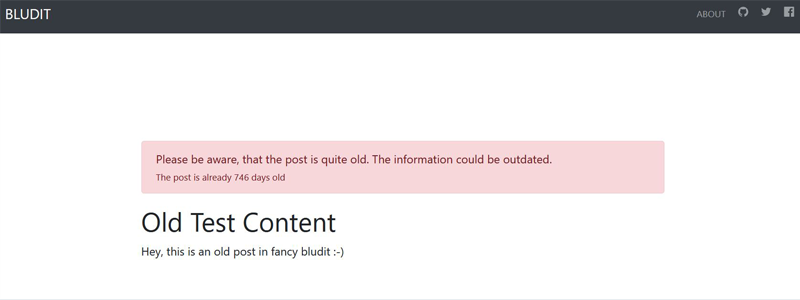 BLUDIT
ABOUT
Please be aware, that the post is quite old. The information could be outdated.
The post is already 746 days old
Old Test Content
Hey, this is an old post in fancy bludit :-)